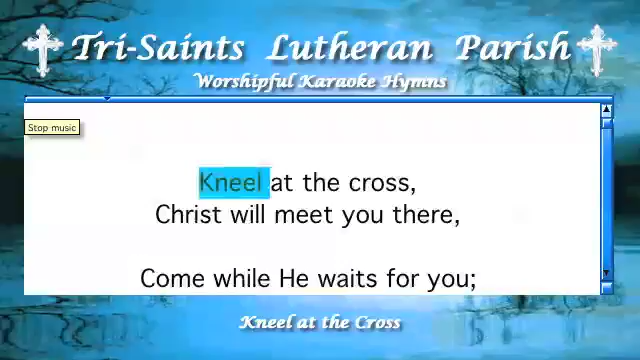 Tri-Saints Lutheran Parish
Worshipful Karaoke Hymns
Stop music
Kneel at the cross,
Christ will meet you there,
Come while He waits for you;
Kneel at the Cross